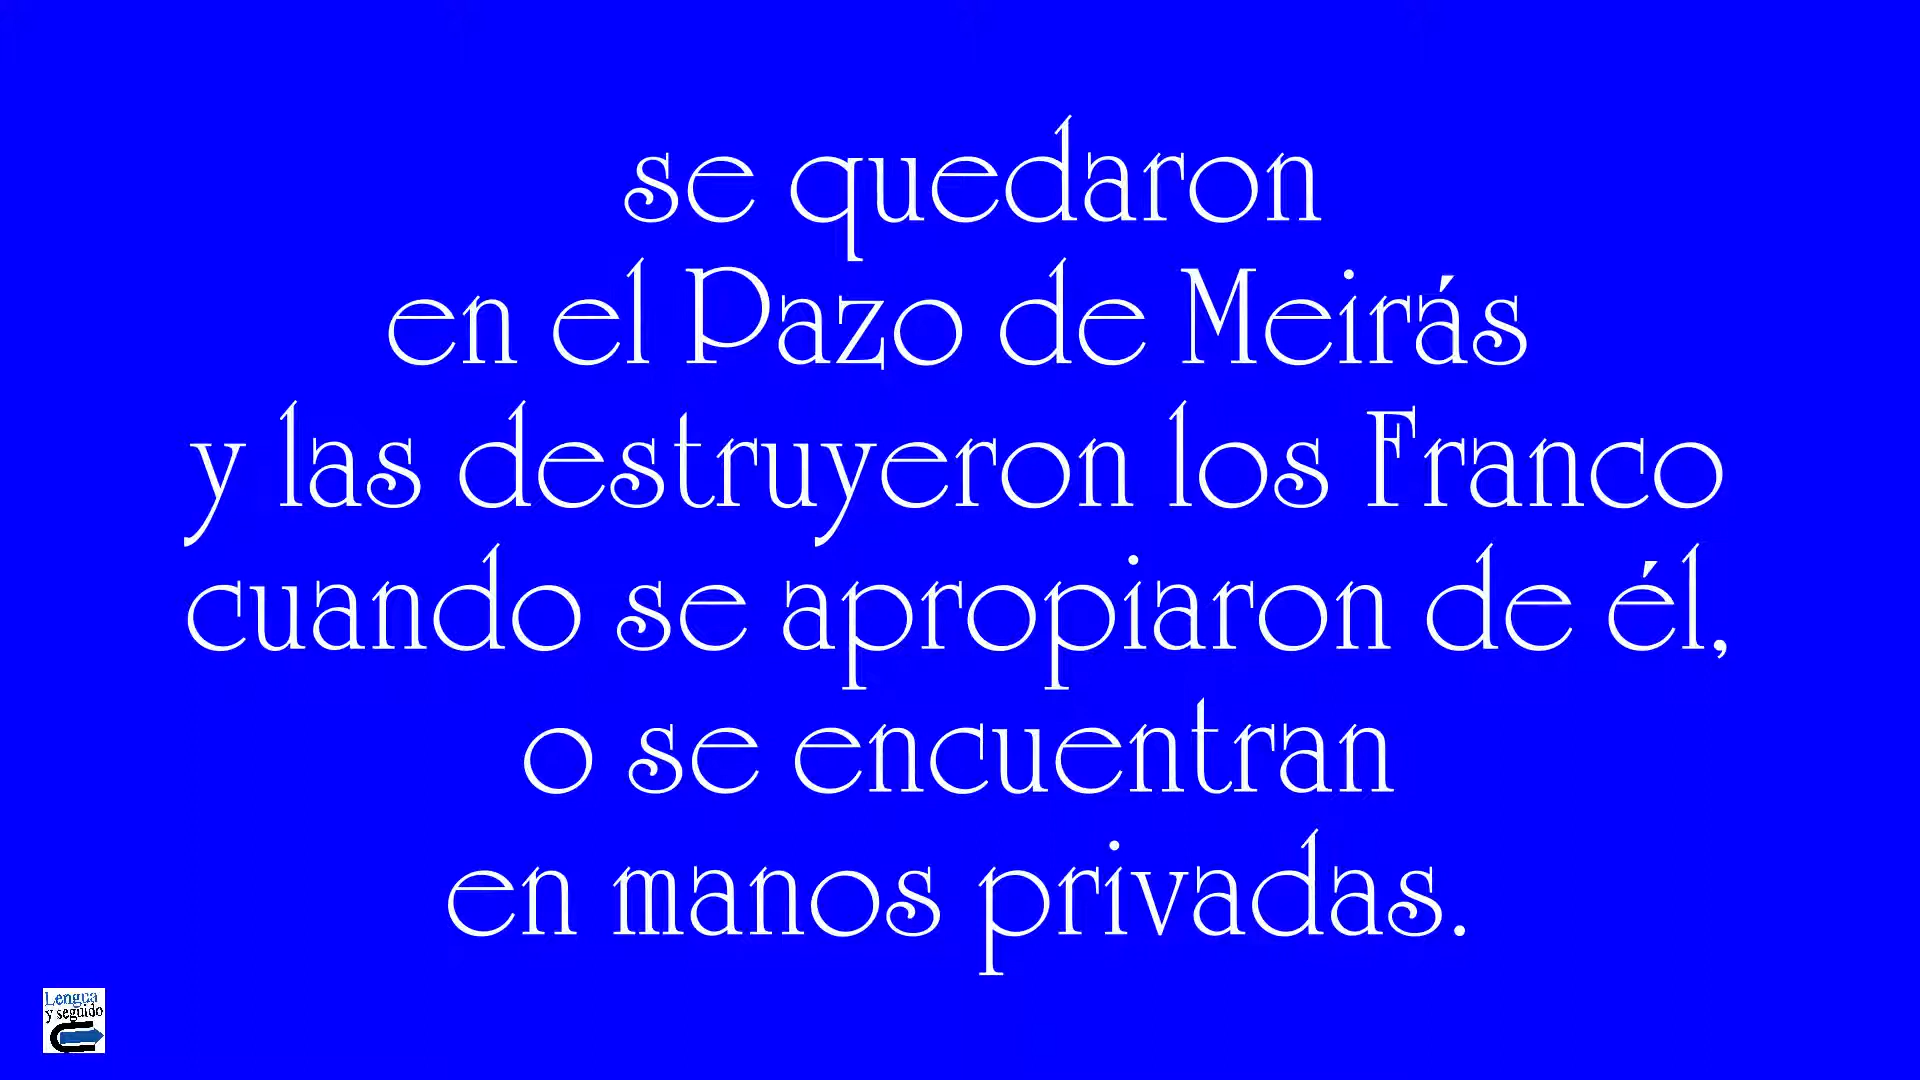 se quedaron
en el Pazo de Meirás
y las destruyeron los Franco
cuando se apropiaron de él,
o se encuentran
en manos privadas.
Lengua
y seguido